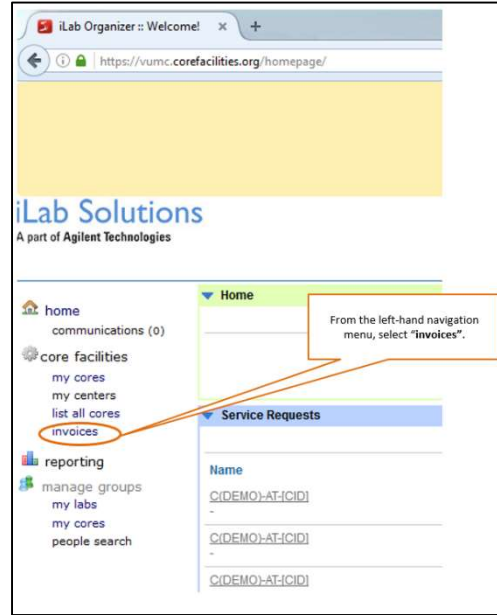 iLab Organizer :: Welcome! × +
https://vumc.corefacilities.org/homepage/
iLab Solutions
A part of Agilent Technologies
home
communications (0)
core facilities
my cores
my centers
list all cores
invoices
reporting
manage groups
my labs
my cores
people search
Home
From the left-hand navigation
menu, select "invoices".
Service Requests
Name
C(DEMO)-AT-[CID]
-
C(DEMO)-AT-[CID]
-
C(DEMO)-AT-[CID]